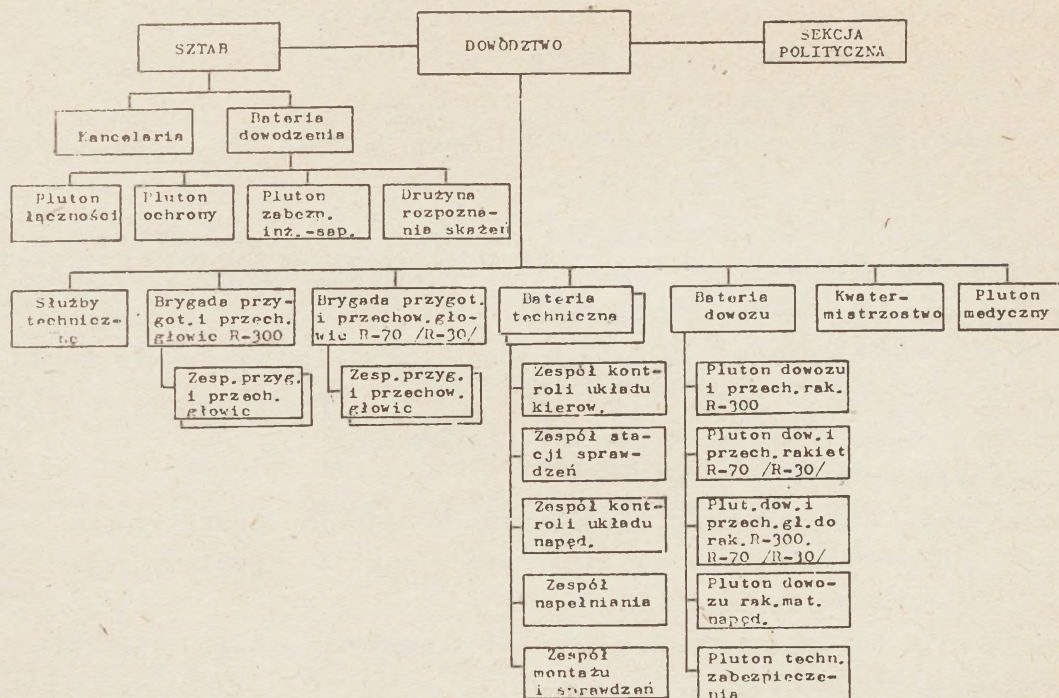 SZTAB
DOWÓDZTWO
SEKCJA
POLITYCZNA
Kancelaria
Bateria
dowodzenia
Pluton
łączności
Pluton
ochrony
Pluton
zabezp.
inż.-sap.
Drużyna
rozpozna-
nia skażeń
Służby
technicz-
ne
Brygada przy-
got.i przech.
głowic R-300
Brygada przygot.
i przechow.gło-
wic R-70 /R-30/
Bateria
techniczna
Bateria
dowozu
Kwater-
mistrzostwo
Pluton
medyczny
Zesp.przyg.
i przech.
głowic
Zesp.przyg.
i przechow.
głowic
Zespół kont-
roli układu
kierow.
Zespół sta-
cji spraw-
dzeń
Zespół kont-
roli układu
napęd.
Zespół
napełniania
Zespół
montażu
i sprawdzeń
Pluton dowozu
i przech.rak.
R-300
Pluton dow.i
przech.rakiet
R-70 /R-30/
Plut.dow.i
przech.gł.do
rak.R-300.
R-70 /R-30/
Pluton dowo-
zu rak.mat.
napęd.
Pluton techn.
zabezpiecze-
nia